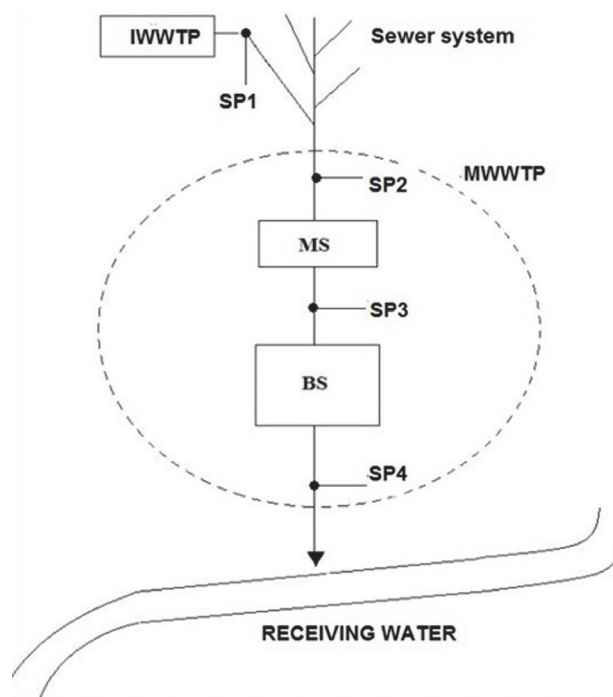 IWWTP
Sewer system
SP1
MWWTP
SP2
MS
SP3
BS
SP4
RECEIVING WATER